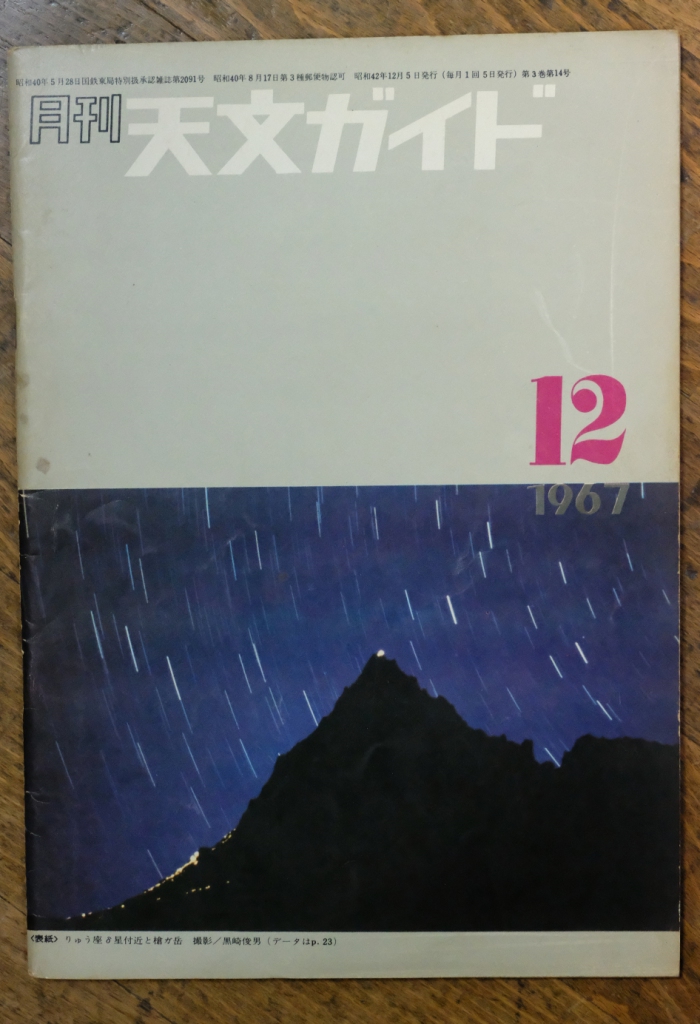 昭和40年5月28日国鉄東局特別扱承認雑誌第2091号 昭和40年8月17日第3種郵便物認可 昭和42年12月5日発行(毎月1回5日発行)第3巻第14号
月刊 天文ガイド
12
1967
〈表紙〉 りゅう座δ星付近と槍ガ岳 撮影/黒崎俊男(データはp.23)